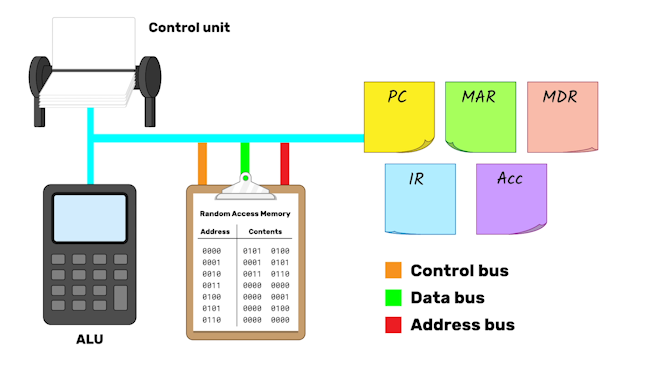 Control unit
PC
MAR
MDR
IR
Acc
Random Access Memory
Address Contents
0000 0101 0100
0001 0001 0110
0010 0011 0110
0011 0000 0000
0100 0000 0001
0101 0000 0100
0110 0000 0000
ALU
Control bus
Data bus
Address bus